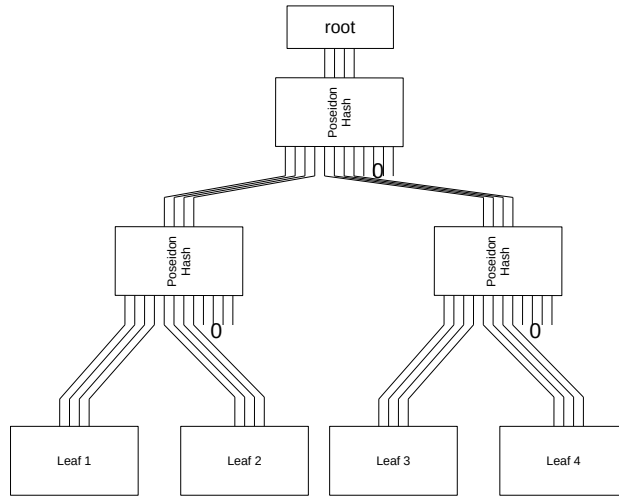 root
Poseidon
Hash
0
Poseidon
Hash
Poseidon
Hash
0
0
Leaf 1
Leaf 2
Leaf 3
Leaf 4